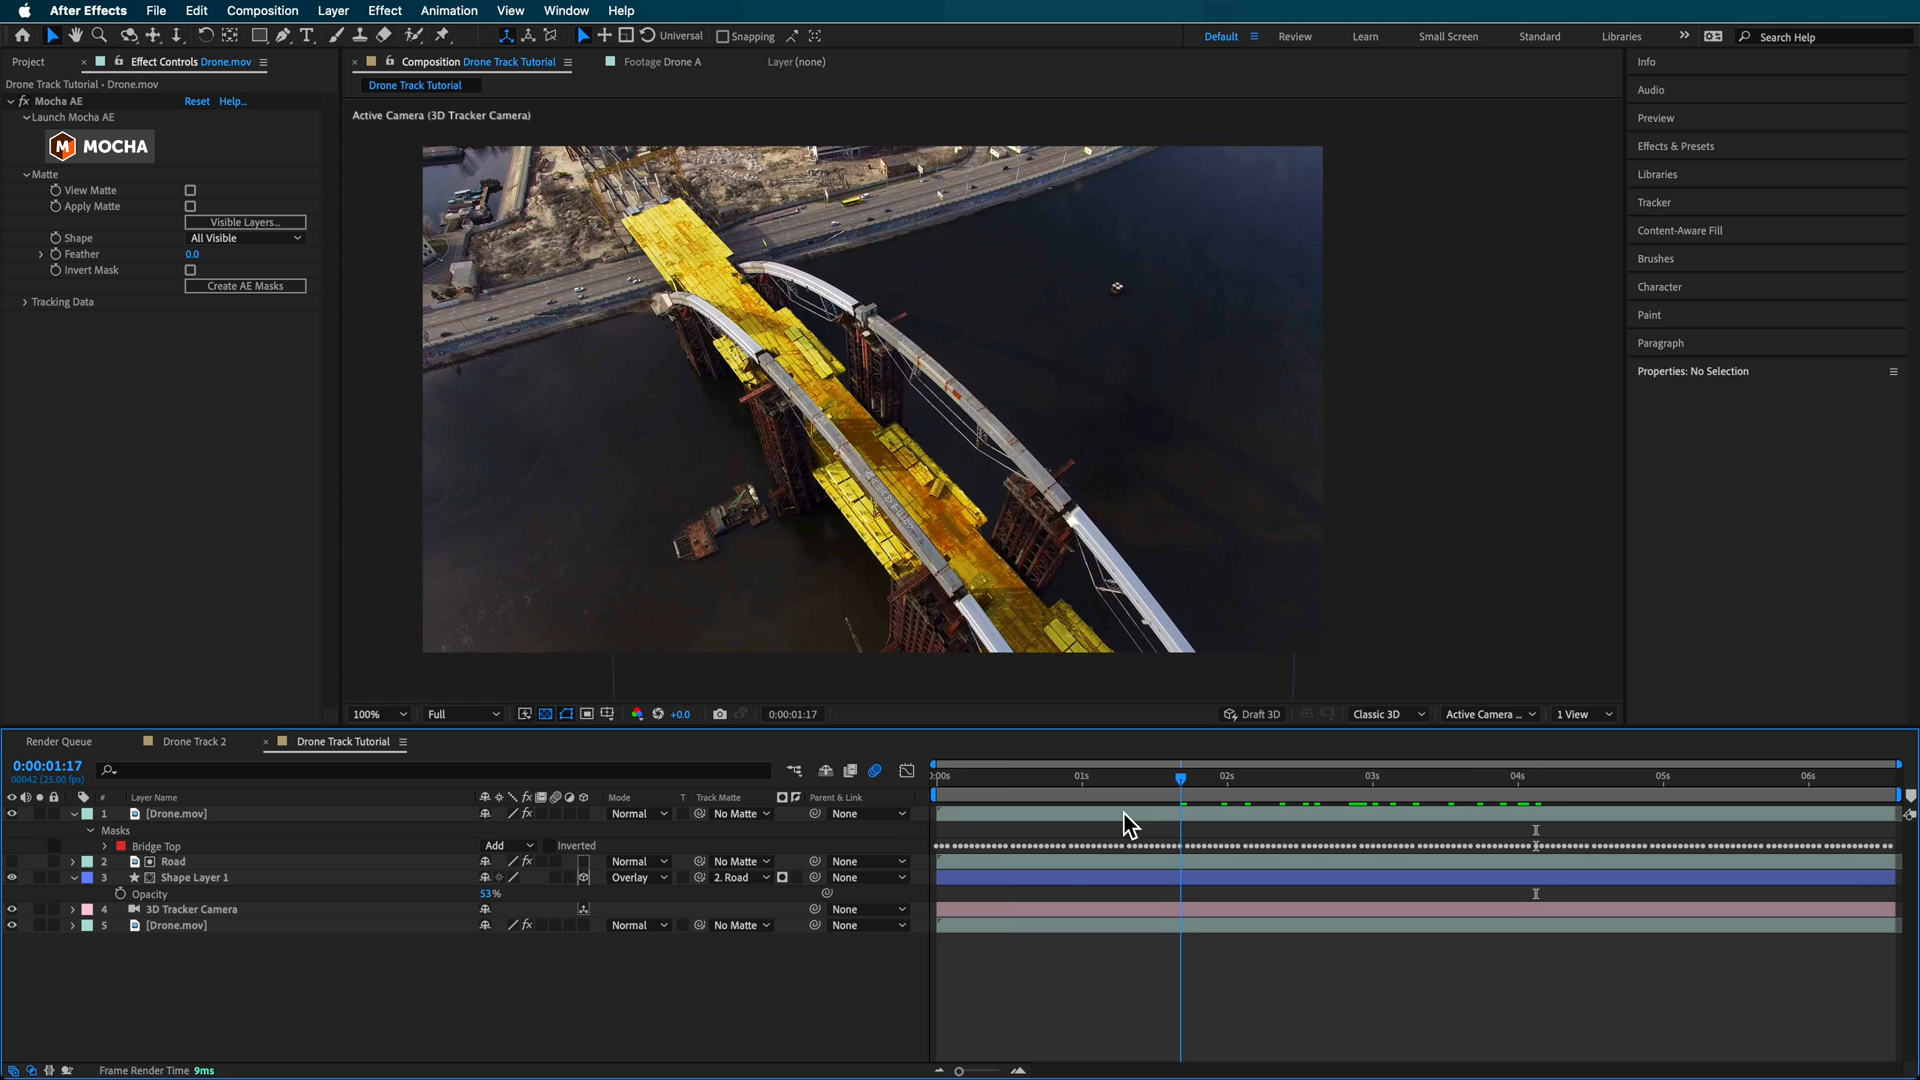 After Effects File Edit Composition Layer Effect Animation View Window Help
Universal Snapping Default Review Learn Small Screen Standard Libraries Search Help
Project Effect Controls Drone.mov Composition Drone Track Tutorial Footage Drone A Layer (none) Info
Drone Track Tutorial • Drone.mov Drone Track Tutorial
Audio
fx Mocha AE Reset Help...
Launch Mocha AE Active Camera (3D Tracker Camera) Preview
M MOCHA Effects & Presets
Matte Libraries
View Matte
Apply Matte Tracker
Visible Layers...
Shape All Visible Content-Aware Fill
Feather 0.0 Brushes
Invert Mask
Create AE Masks Character
Tracking Data
Paint
Paragraph
Properties: No Selection
100% Full +0.0 0:00:01:17 Draft 3D Classic 3D Active Camera ... 1 View
Render Queue Drone Track 2 Drone Track Tutorial
0:00:01:17
00042 (25.00 fps) 0:00s 01s 02s 03s 04s 05s 06s
# Layer Name fx Mode T Track Matte Parent & Link
1 [Drone.mov] fx Normal No Matte None
Masks
Bridge Top Add Inverted
2 Road fx Normal No Matte None
3 Shape Layer 1 Overlay 2. Road None
Opacity 53%
4 3D Tracker Camera None
5 [Drone.mov] fx Normal No Matte None
Frame Render Time 9ms